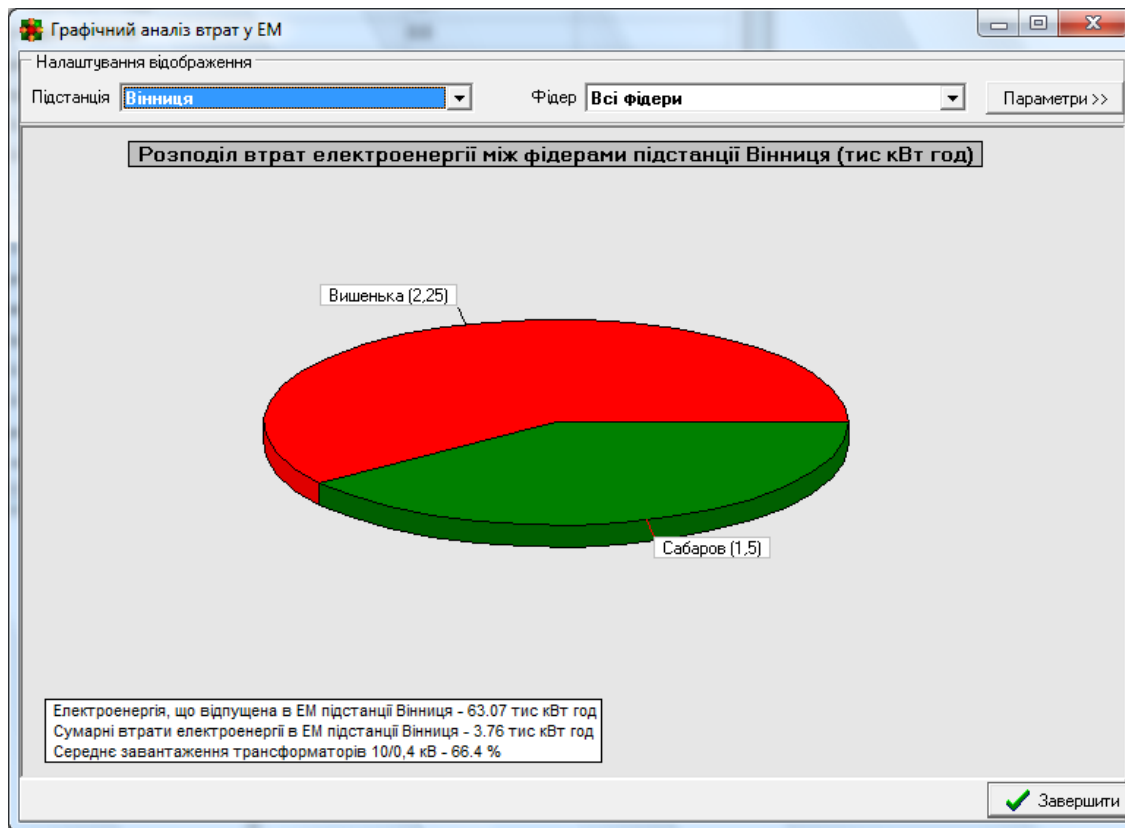 Графічний аналіз втрат у ЕМ
Налаштування відображення
Підстанція Вінниця Фідер Всі фідери Параметри >>
Розподіл втрат електроенергії між фідерами підстанції Вінниця (тис кВт год)
Вишенька (2,25)
Сабаров (1,5)
Електроенергія, що відпущена в ЕМ підстанції Вінниця - 63.07 тис кВт год
Сумарні втрати електроенергії в ЕМ підстанції Вінниця - 3.76 тис кВт год
Середнє завантаження трансформаторів 10/0,4 кВ - 66.4 %
Завершити